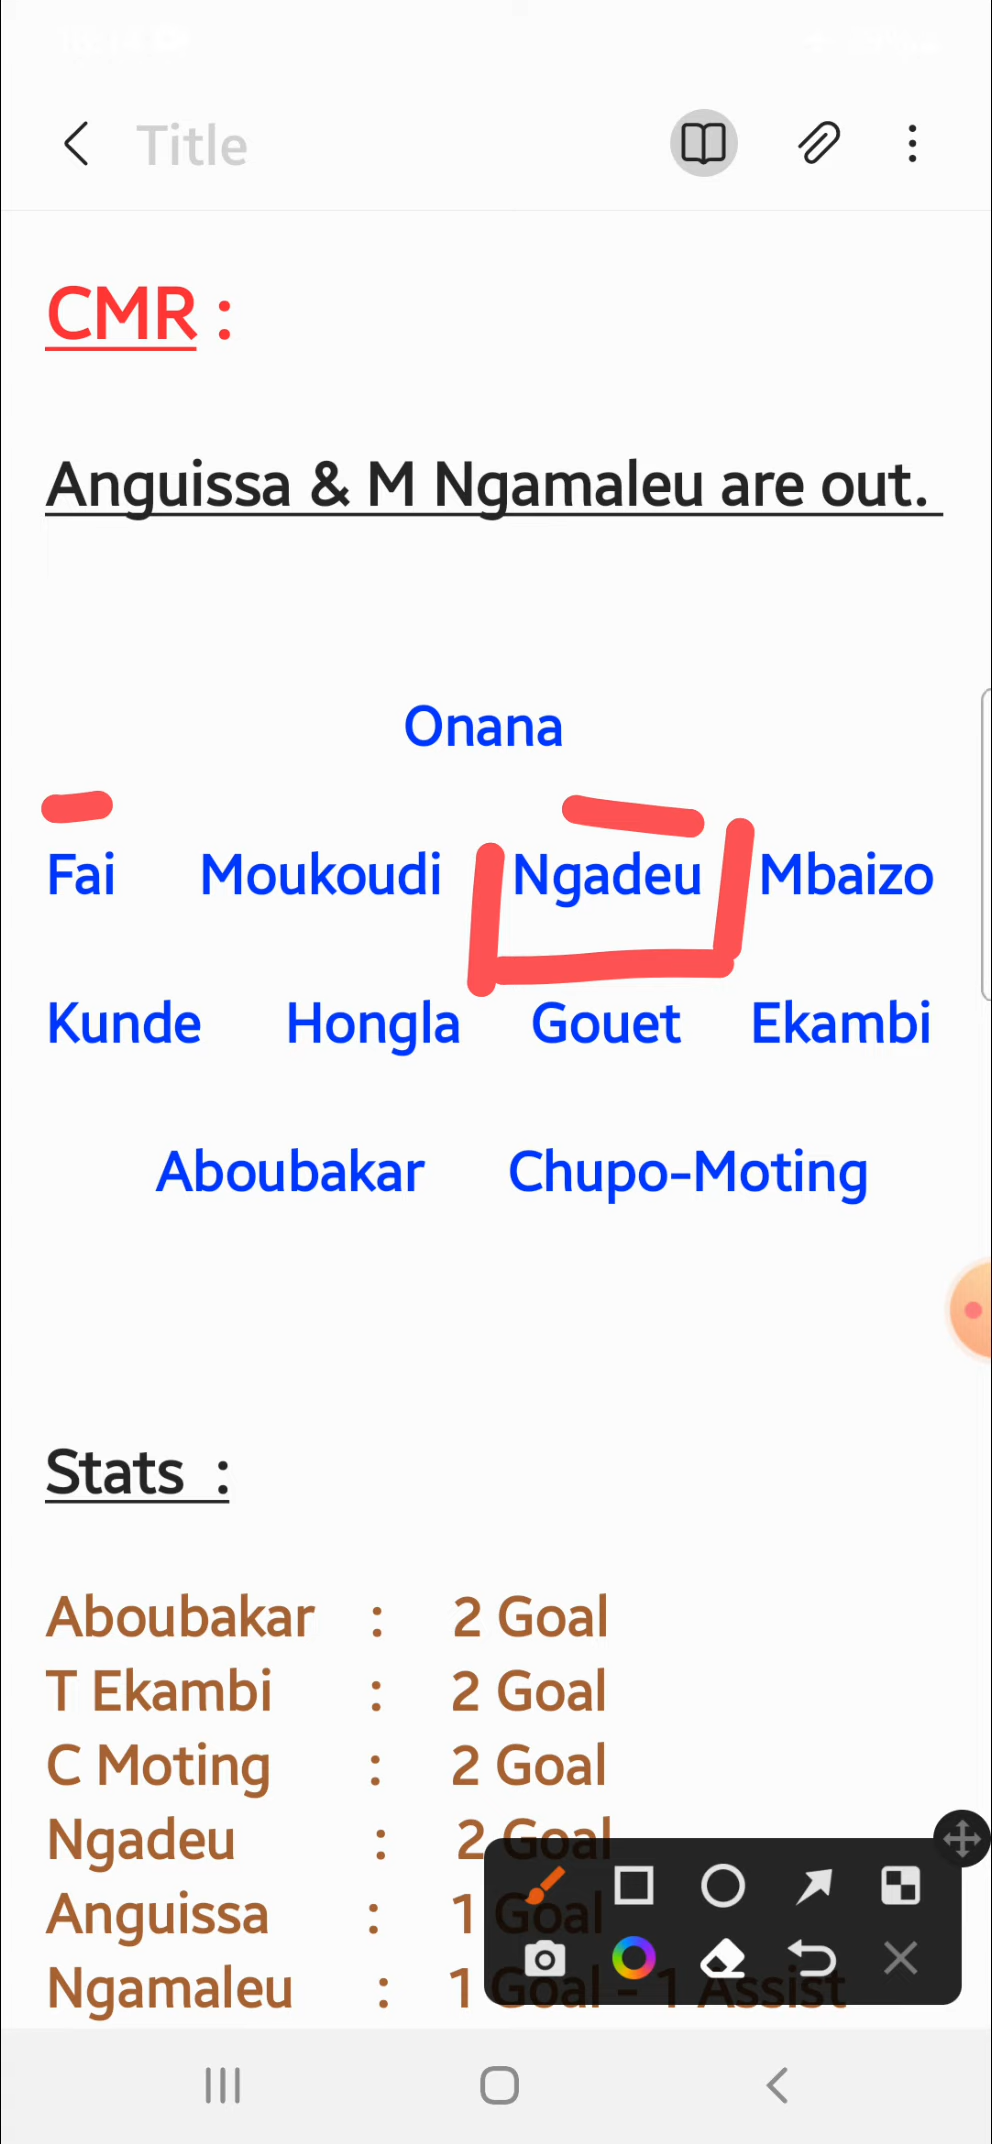 Title
CMR :
Anguissa & M Ngamaleu are out.
Onana
Fai Moukoudi Ngadeu Mbaizo
Kunde Hongla Gouet Ekambi
Aboubakar Chupo-Moting
Stats :
Aboubakar : 2 Goal
T Ekambi : 2 Goal
C Moting : 2 Goal
Ngadeu : 2 Goal
Anguissa : 1 Goal
Ngamaleu : 1 Goal - 1 Assist